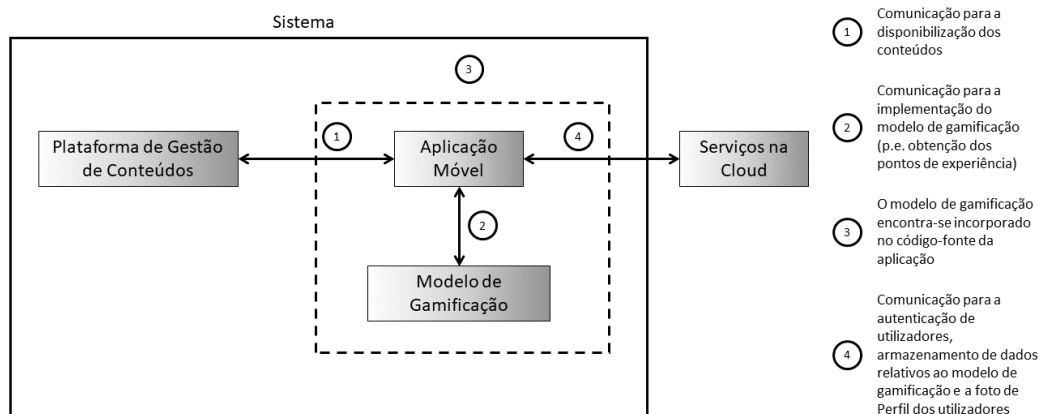 Sistema
3
Plataforma de Gestão
de Conteúdos
1
Aplicação
Móvel
4
Serviços na
Cloud
2
Modelo de
Gamificação
1
Comunicação para a
disponibilização dos
conteúdos
2
Comunicação para a
implementação do
modelo de gamificação
(p.e. obtenção dos
pontos de experiência)
3
O modelo de gamificação
encontra-se incorporado
no código-fonte da
aplicação
4
Comunicação para a
autenticação de
utilizadores,
armazenamento de dados
relativos ao modelo de
gamificação e a foto de
Perfil dos utilizadores